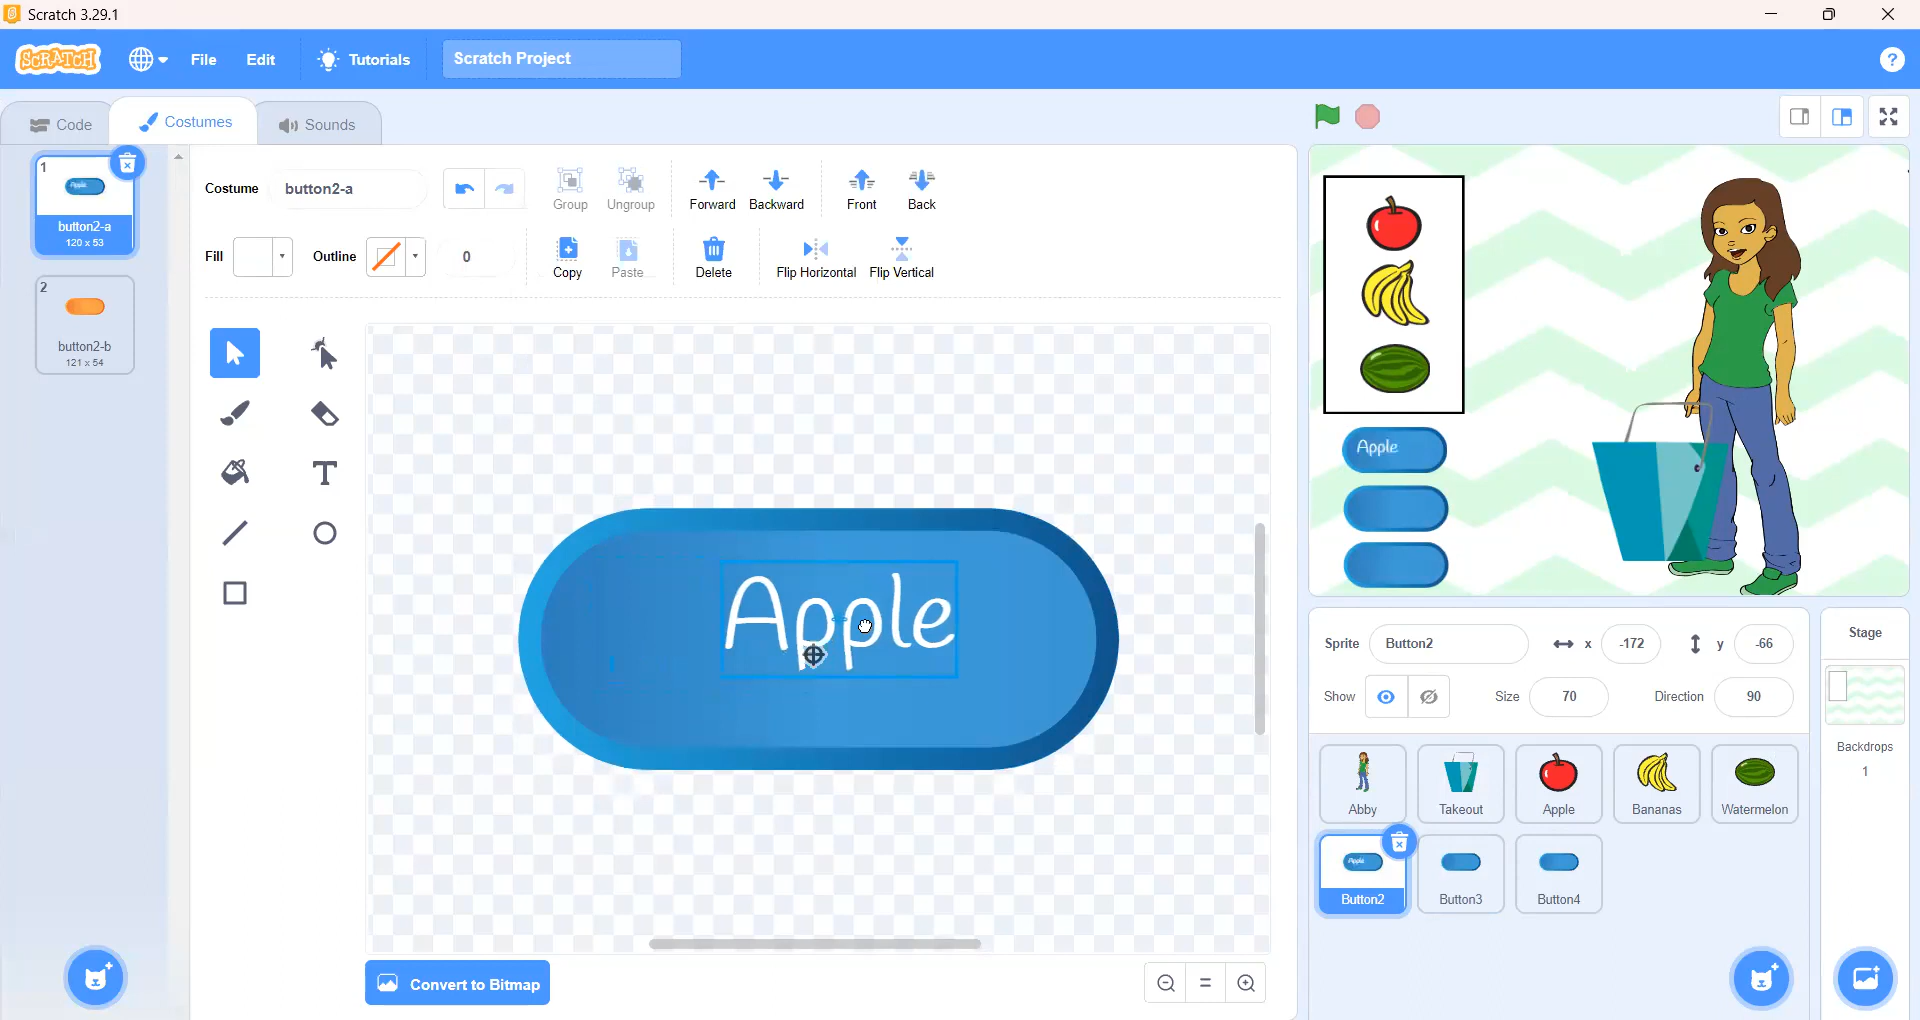 Scratch 3.29.1
SCRATCH File Edit Tutorials Scratch Project ?
Code Costumes Sounds
1
button2-a
120 x 53
2
button2-b
121 x 54
Costume button2-a Group Ungroup Forward Backward Front Back
Fill Outline 0 Copy Paste Delete Flip Horizontal Flip Vertical
T
Apple
Convert to Bitmap
Apple
Sprite Button2 x -172 y -66
Show Size 70 Direction 90
Abby Takeout Apple Bananas Watermelon
Apple
Button2 Button3 Button4
Stage
Backdrops
1